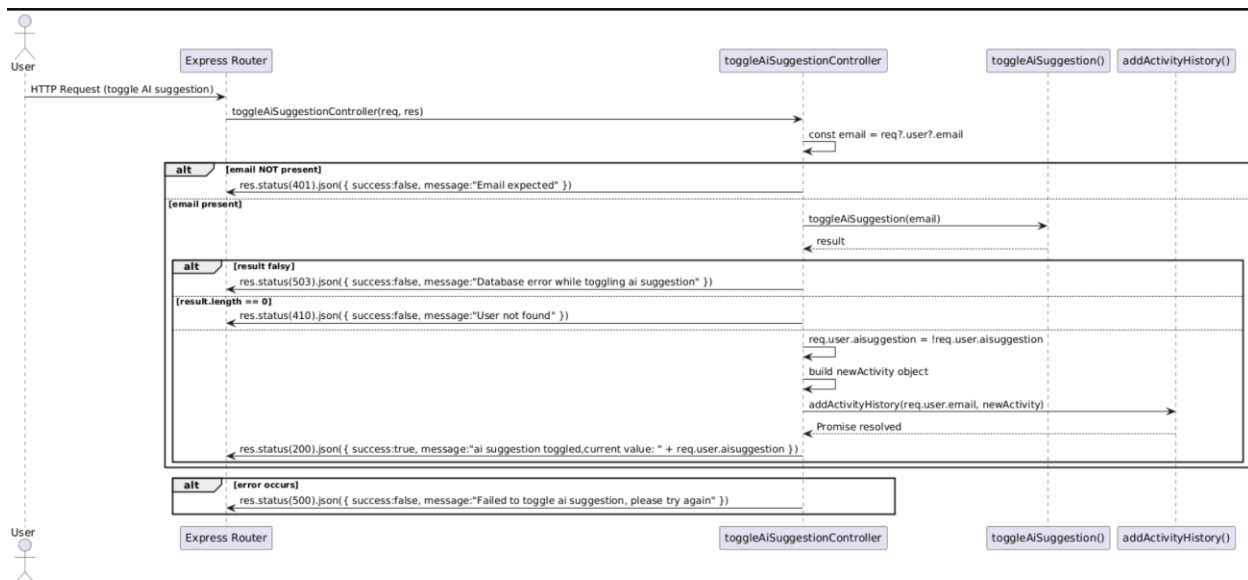 User
Express Router
toggleAiSuggestionController
toggleAiSuggestion()
addActivityHistory()
HTTP Request (toggle AI suggestion)
toggleAiSuggestionController(req, res)
const email = req?.user?.email
alt
[email NOT present]
res.status(401).json({ success:false, message:"Email expected" })
[email present]
toggleAiSuggestion(email)
result
alt
[result falsy]
res.status(503).json({ success:false, message:"Database error while toggling ai suggestion" })
[result.length == 0]
res.status(410).json({ success:false, message:"User not found" })
req.user.aisuggestion = !req.user.aisuggestion
build newActivity object
addActivityHistory(req.user.email, newActivity)
Promise resolved
res.status(200).json({ success:true, message:"ai suggestion toggled,current value: " + req.user.aisuggestion })
alt
[error occurs]
res.status(500).json({ success:false, message:"Failed to toggle ai suggestion, please try again" })
User
Express Router
toggleAiSuggestionController
toggleAiSuggestion()
addActivityHistory()